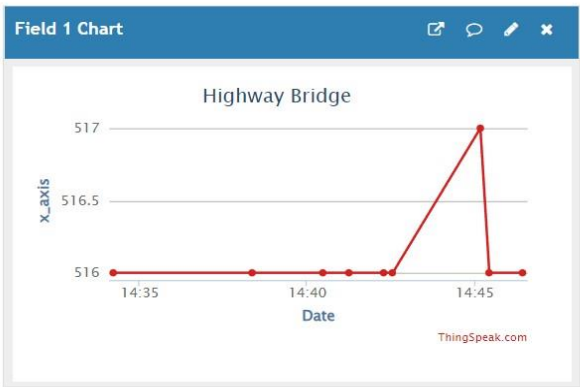 Field 1 Chart
Highway Bridge
517
516.5
516
x_axis
14:35 14:40 14:45
Date
ThingSpeak.com